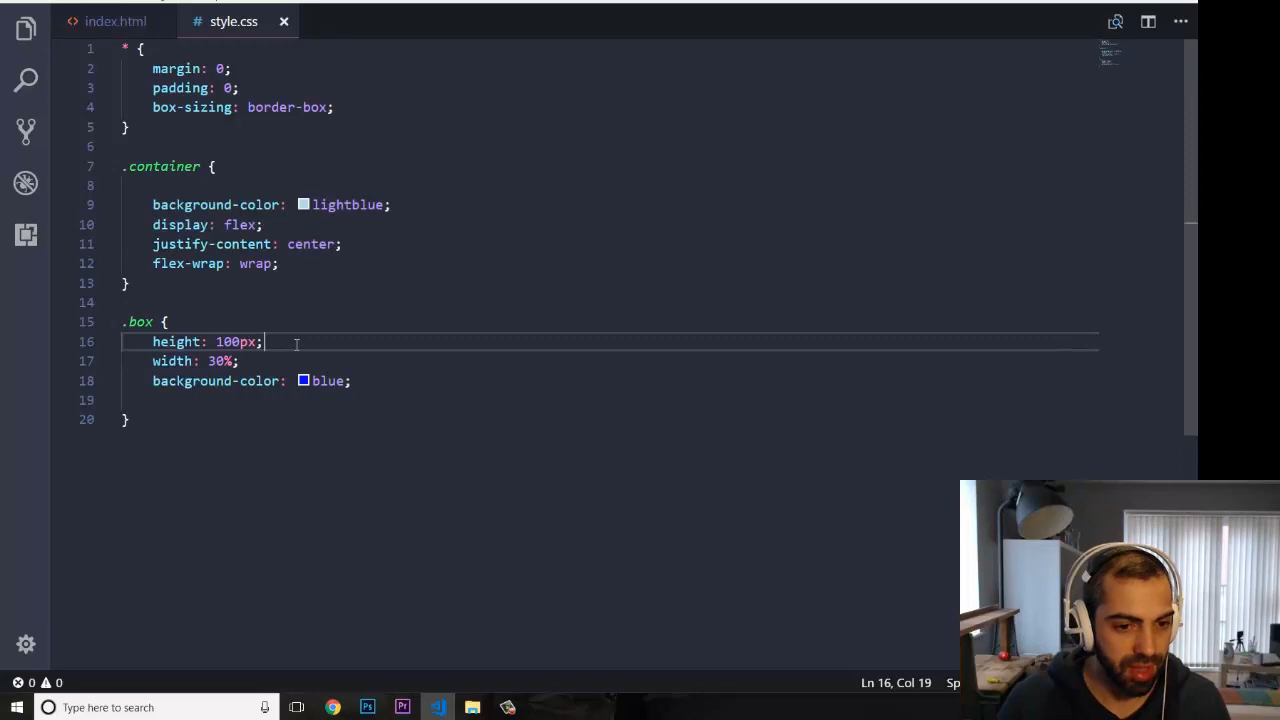 index.html
style.css
1 * {
2 margin: 0;
3 padding: 0;
4 box-sizing: border-box;
5 }
6
7 .container {
8
9 background-color: lightblue;
10 display: flex;
11 justify-content: center;
12 flex-wrap: wrap;
13 }
14
15 .box {
16 height: 100px;
17 width: 30%;
18 background-color: blue;
19
20 }
0 0 Ln 16, Col 19 Sp
Type here to search Ps Pr